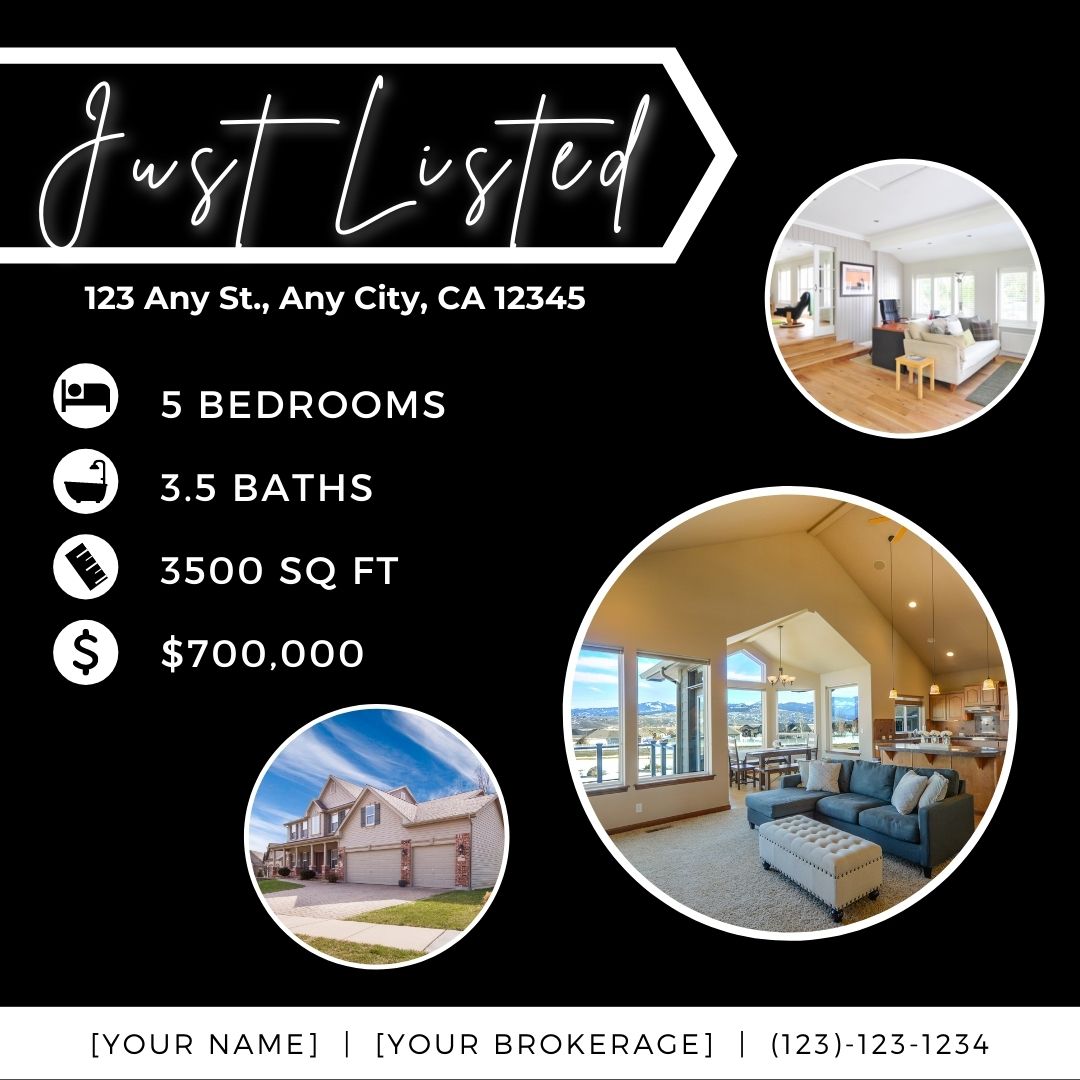 Just Listed
123 Any St., Any City, CA 12345
5 BEDROOMS
3.5 BATHS
3500 SQ FT
$700,000
[YOUR NAME] | [YOUR BROKERAGE] | (123)-123-1234